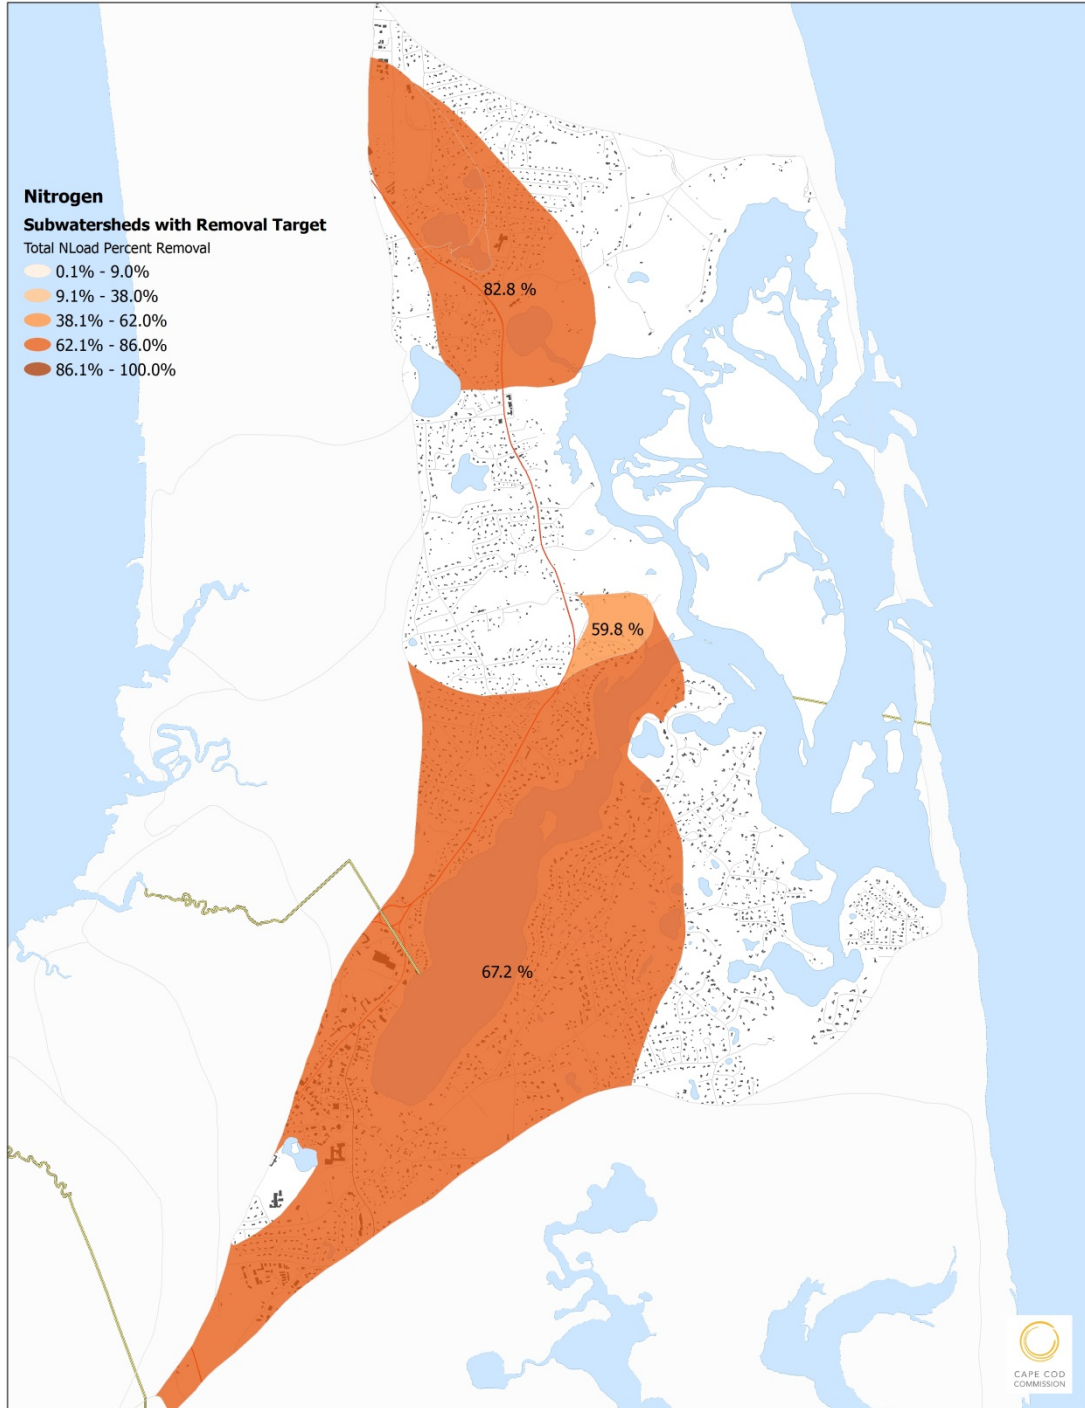 Nitrogen
Subwatersheds with Removal Target
Total NLoad Percent Removal
0.1% - 9.0%
9.1% - 38.0%
38.1% - 62.0%
62.1% - 86.0%
86.1% - 100.0%
82.8 %
59.8 %
67.2 %
CAPE COD
COMMISSION